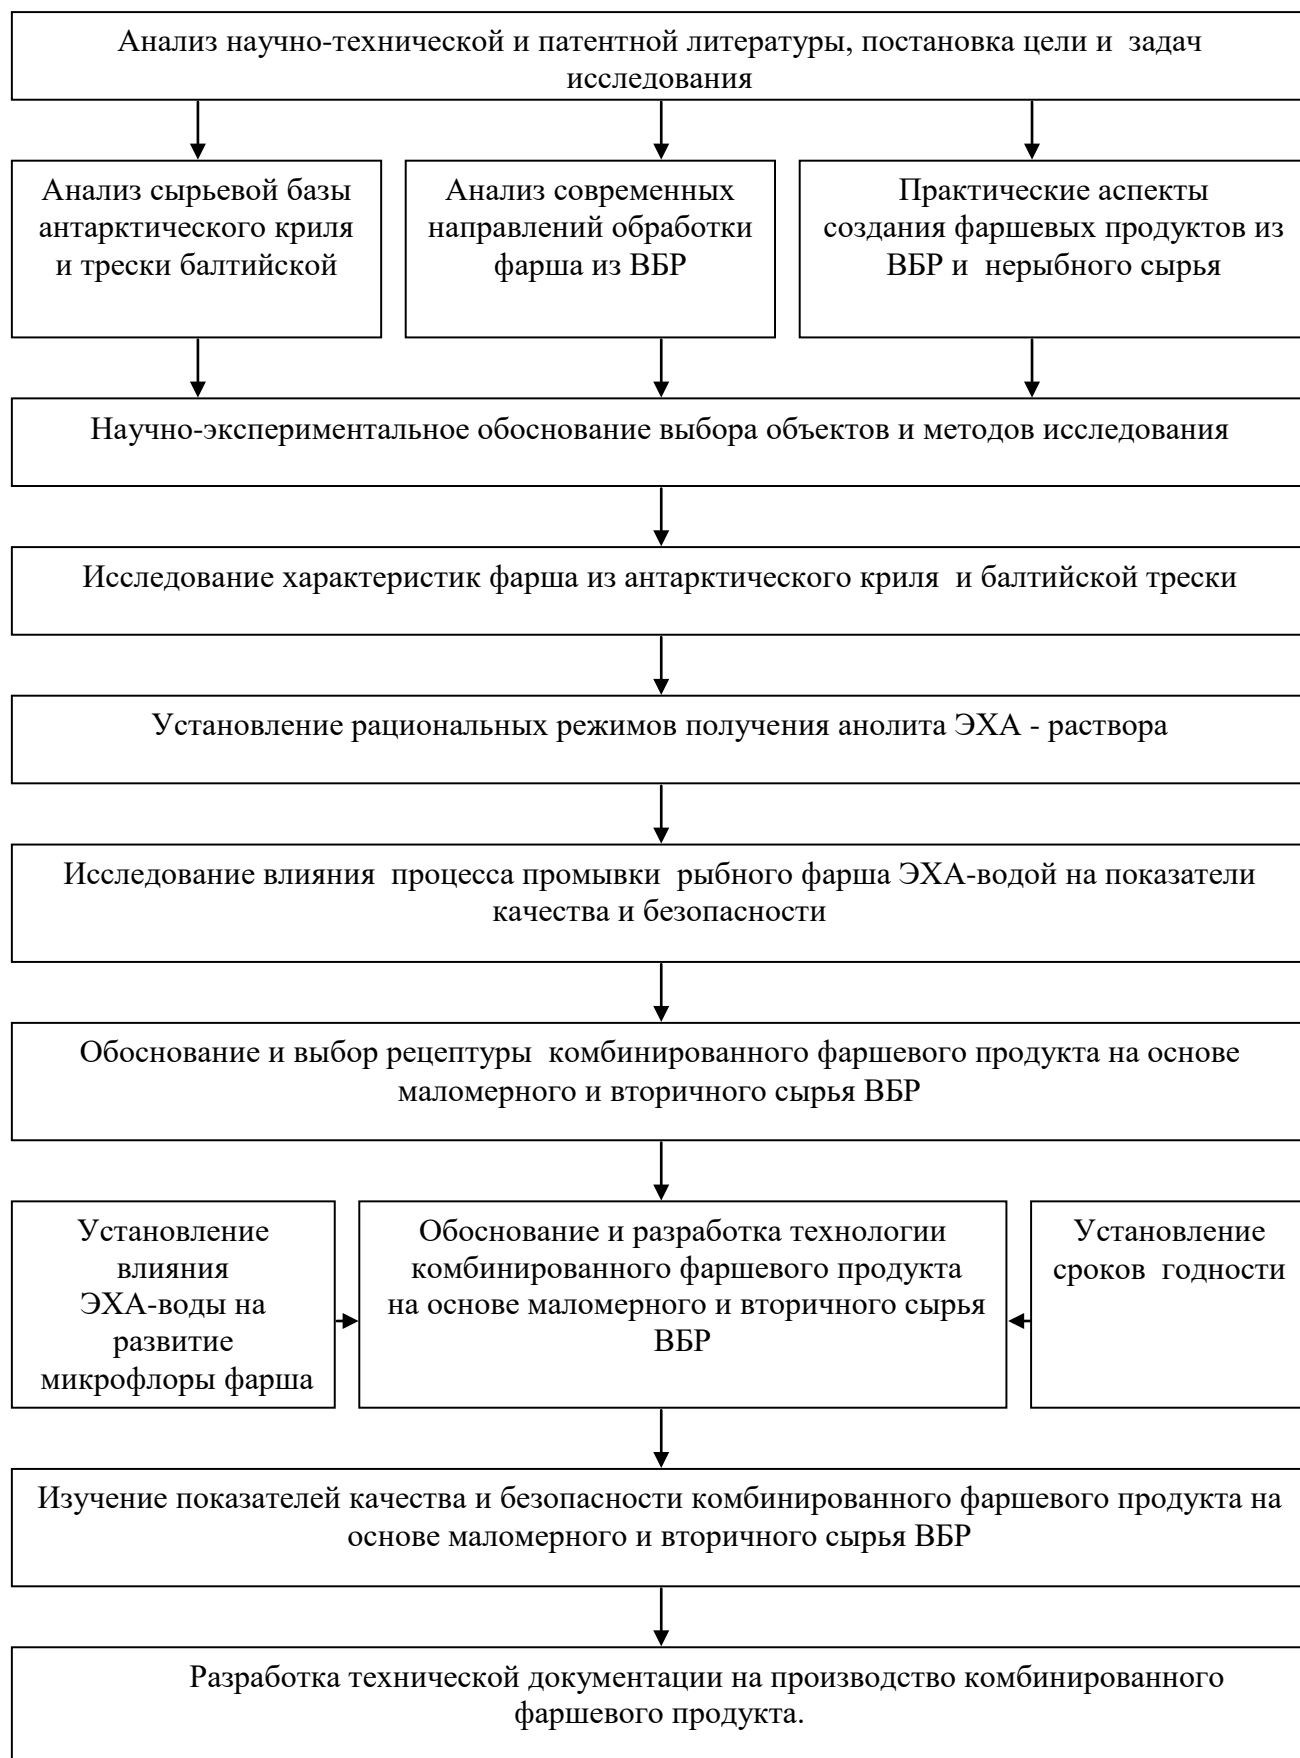 Анализ научно-технической и патентной литературы, постановка цели и задач
исследования
Анализ сырьевой базы
антарктического криля
и трески балтийской
Анализ современных
направлений обработки
фарша из ВБР
Практические аспекты
создания фаршевых продуктов из
ВБР и нерыбного сырья
Научно-экспериментальное обоснование выбора объектов и методов исследования
Исследование характеристик фарша из антарктического криля и балтийской трески
Установление рациональных режимов получения анолита ЭХА - раствора
Исследование влияния процесса промывки рыбного фарша ЭХА-водой на показатели
качества и безопасности
Обоснование и выбор рецептуры комбинированного фаршевого продукта на основе
маломерного и вторичного сырья ВБР
Установление
влияния
ЭХА-воды на
развитие
микрофлоры фарша
Обоснование и разработка технологии
комбинированного фаршевого продукта
на основе маломерного и вторичного сырья
ВБР
Установление
сроков годности
Изучение показателей качества и безопасности комбинированного фаршевого продукта на
основе маломерного и вторичного сырья ВБР
Разработка технической документации на производство комбинированного
фаршевого продукта.